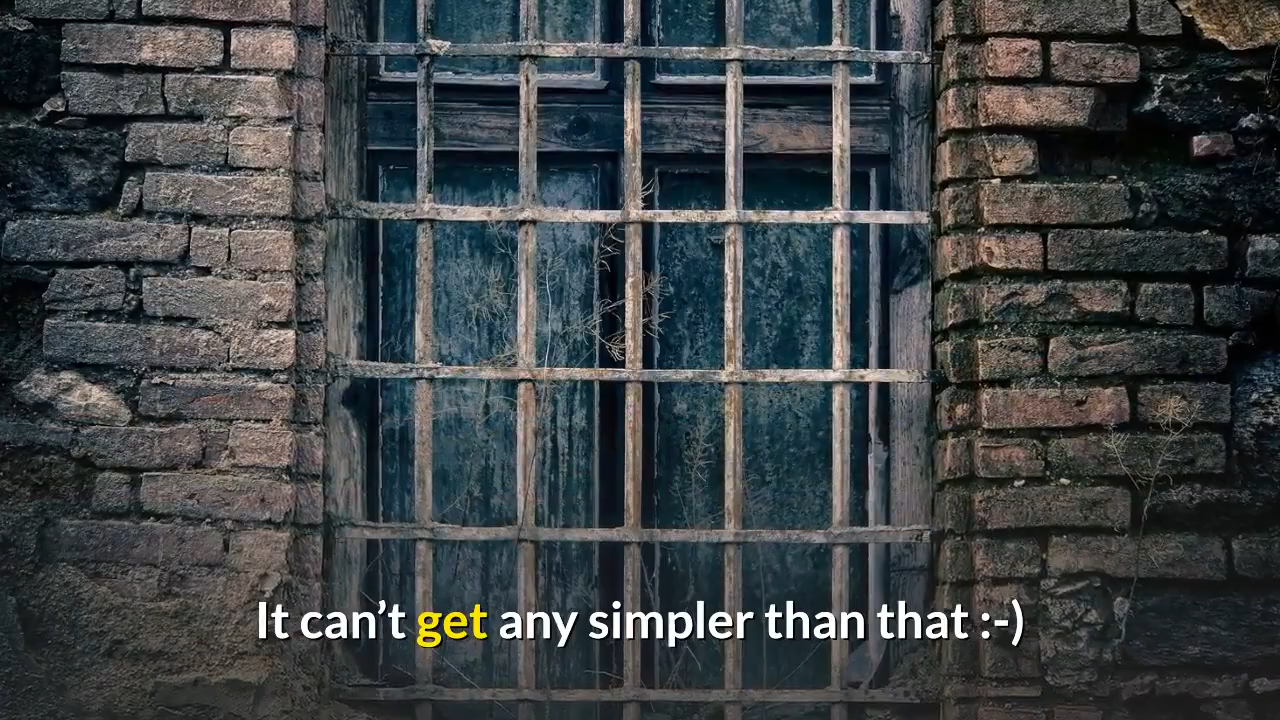 It can’t get any simpler than that :-)